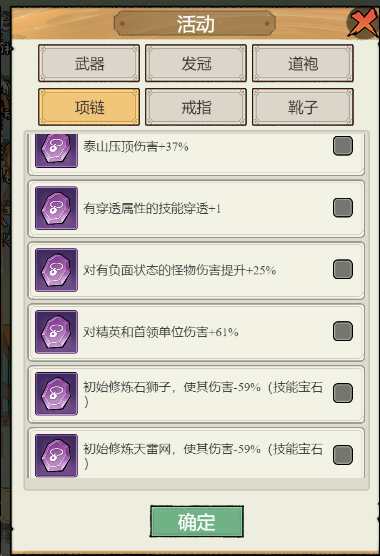 活动
武器 发冠 道袍
项链 戒指 靴子
泰山压顶伤害+37%
有穿透属性的技能穿透+1
对有负面状态的怪物伤害提升+25%
对精英和首领单位伤害+61%
初始修炼石狮子，使其伤害-59%（技能宝石
）
初始修炼天雷网，使其伤害-59%（技能宝石
）
确定